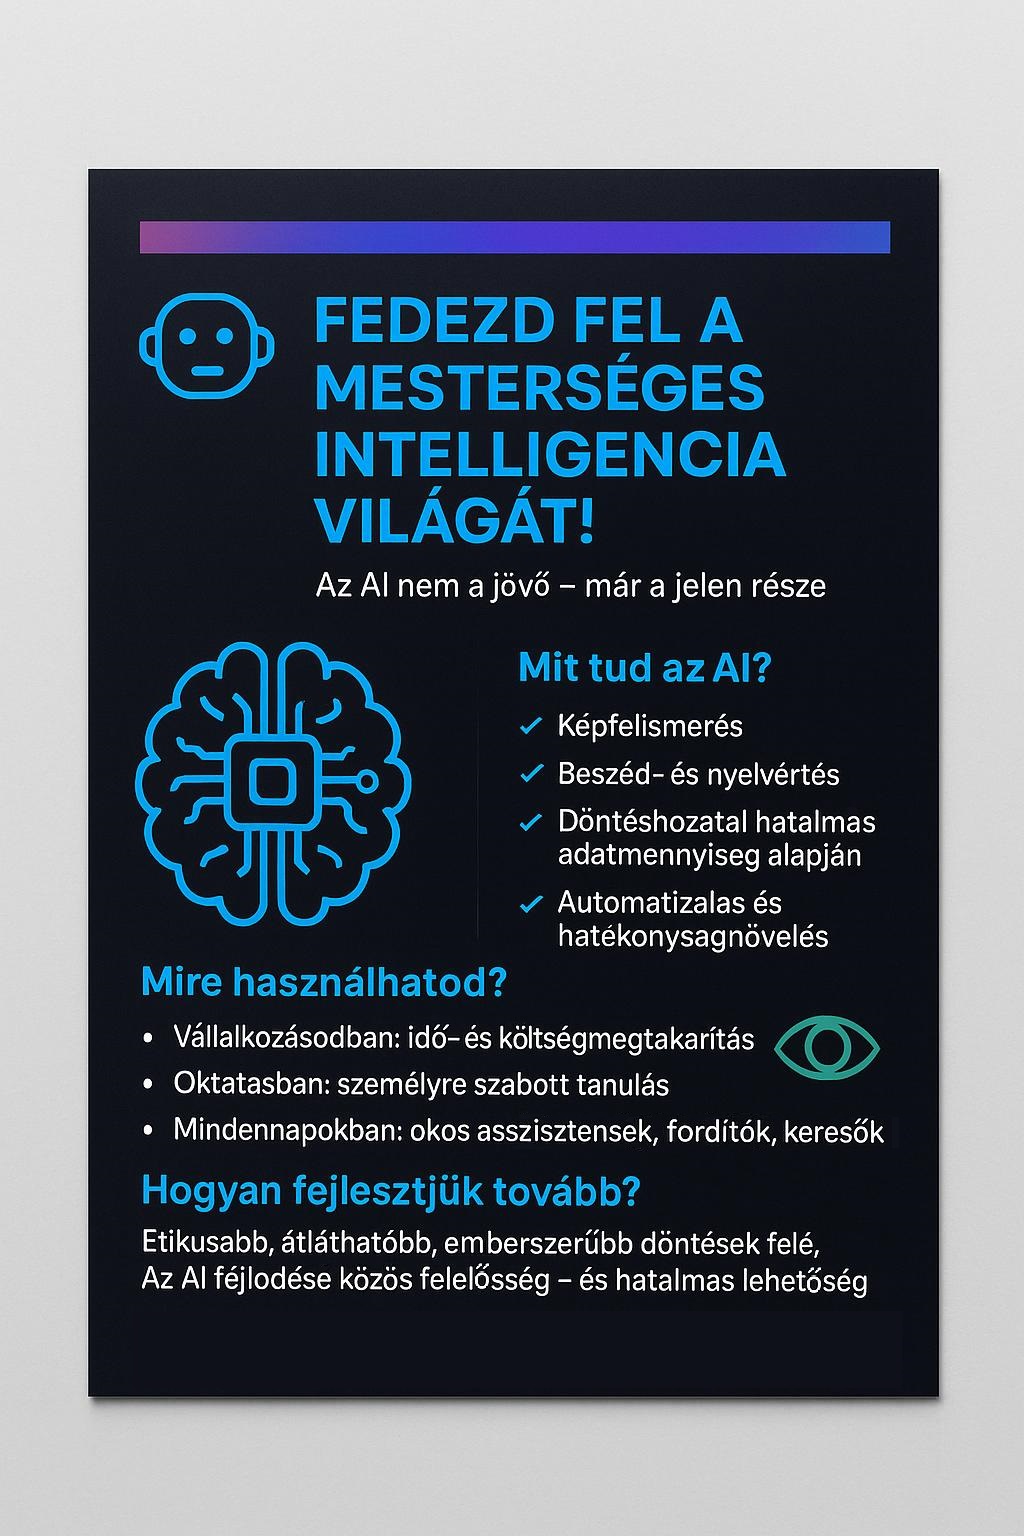 FEDEZD FEL A
MESTERSÉGES
INTELLIGENCIA
VILÁGÁT!
Az AI nem a jövő – már a jelen része
Mit tud az AI?
Képfelismerés
Beszéd- és nyelvértés
Döntéshozatal hatalmas
adatmennyiseg alapján
Automatizalas és
hatékonysagnövelés
Mire használhatod?
• Vállalkozásodban: idő- és költségmegtakarítás
• Oktatasban: személyre szabott tanulás
• Mindennapokban: okos asszisztensek, fordítók, keresők
Hogyan fejlesztjük tovább?
Etikusabb, átláthatóbb, emberszerűbb döntések felé,
Az AI féjlodése közös felelősség – és hatalmas lehetőség